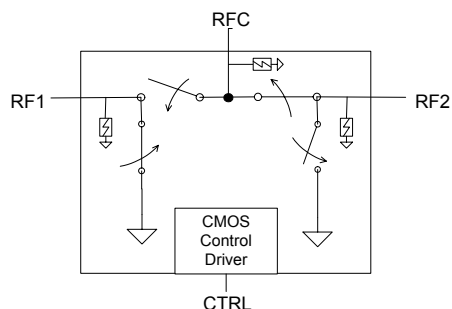 RFC
RF1
RF2
CMOS
Control
Driver
CTRL